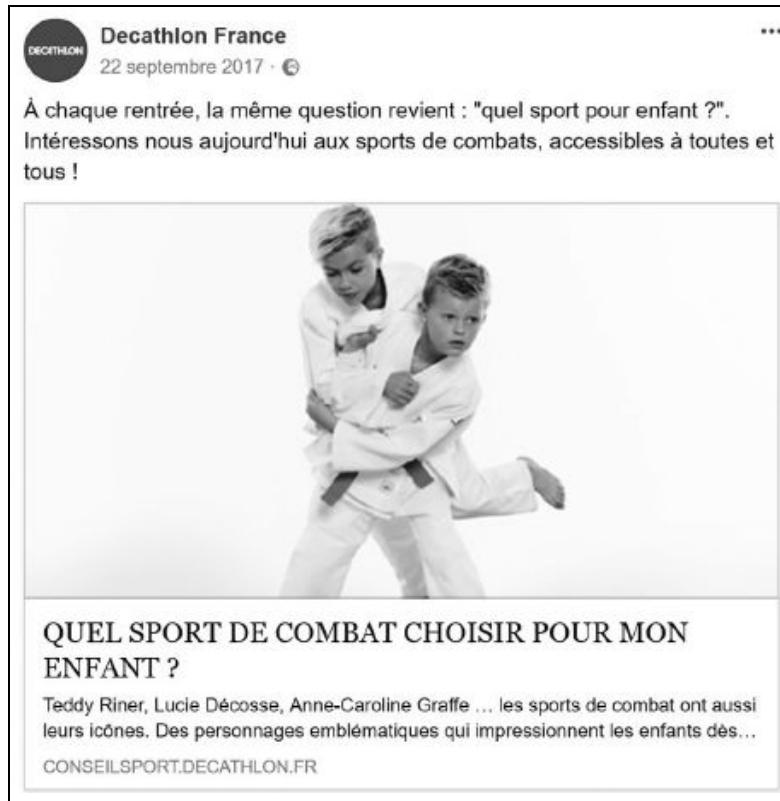 DECATHLON
Decathlon France
22 septembre 2017 ·
À chaque rentrée, la même question revient : "quel sport pour enfant ?".
Intéressons nous aujourd'hui aux sports de combats, accessibles à toutes et
tous !
QUEL SPORT DE COMBAT CHOISIR POUR MON
ENFANT ?
Teddy Riner, Lucie Décosse, Anne-Caroline Graffe ... les sports de combat ont aussi
leurs icônes. Des personnages emblématiques qui impressionnent les enfants dès...
CONSEILSPORT.DECATHLON.FR